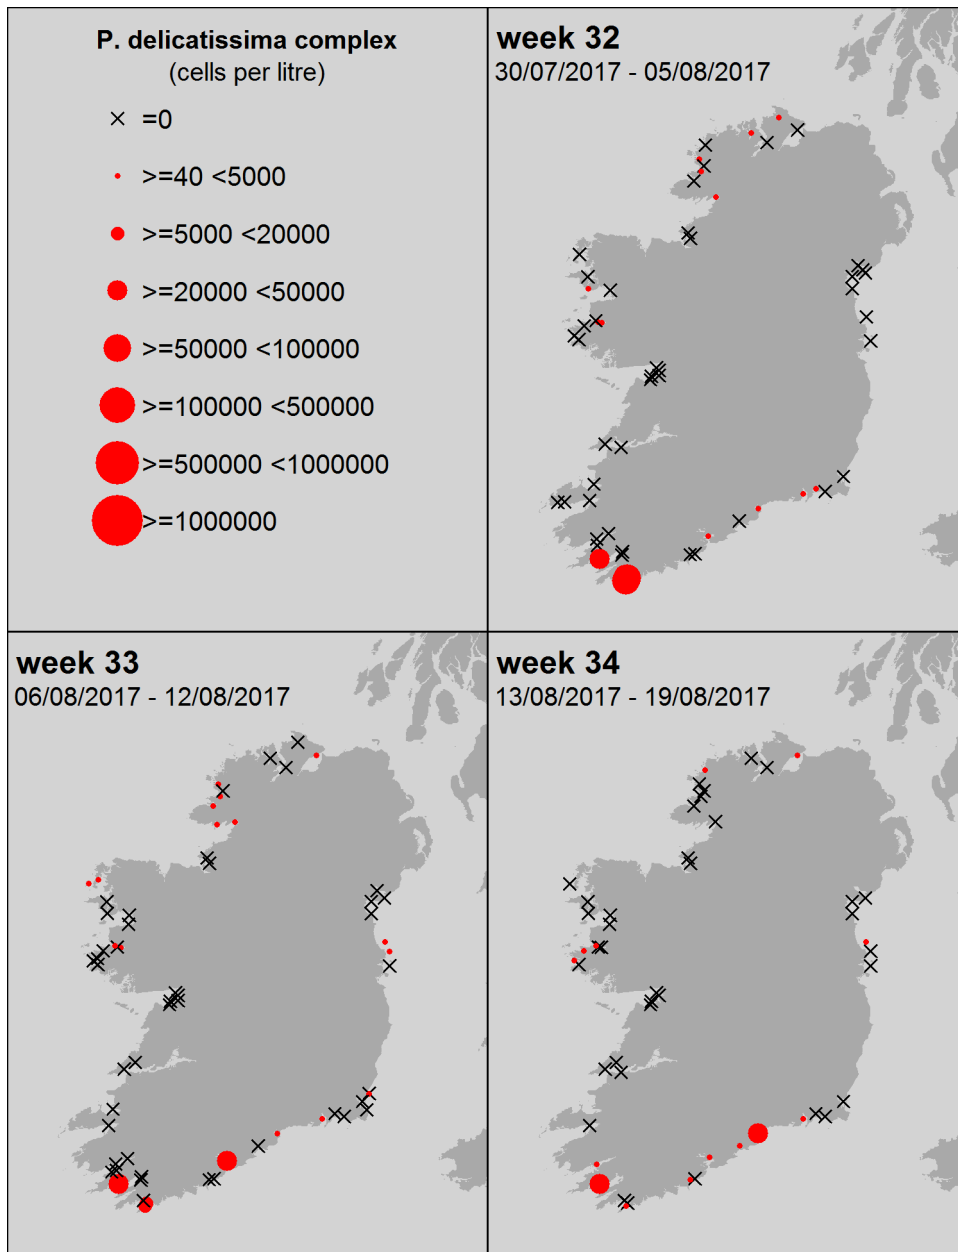 P. delicatissima complex
(cells per litre)
=0
>=40 <5000
>=5000 <20000
>=20000 <50000
>=50000 <100000
>=100000 <500000
>=500000 <1000000
>=1000000
week 32
30/07/2017 - 05/08/2017
week 33
06/08/2017 - 12/08/2017
week 34
13/08/2017 - 19/08/2017